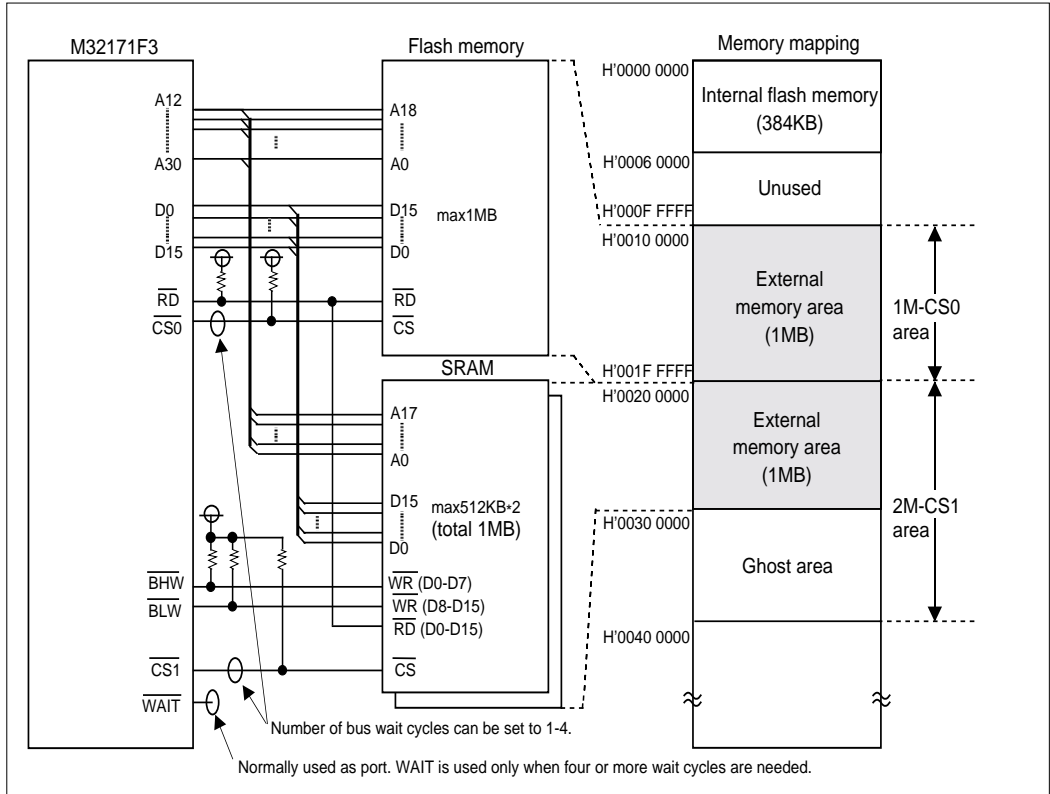 M32171F3
A12
A30
D0
D15
RD
CS0
BHW
BLW
CS1
WAIT
Flash memory
A18
A0
D15
max1MB
D0
RD
CS
SRAM
A17
A0
D15
max512KB*2
(total 1MB)
D0
WR (D0-D7)
WR (D8-D15)
RD (D0-D15)
CS
Number of bus wait cycles can be set to 1-4.
Normally used as port. WAIT is used only when four or more wait cycles are needed.
Memory mapping
H'0000 0000
Internal flash memory
(384KB)
H'0006 0000
Unused
H'000F FFFF
H'0010 0000
External
memory area
(1MB)
1M-CS0
area
H'001F FFFF
H'0020 0000
External
memory area
(1MB)
2M-CS1
area
H'0030 0000
Ghost area
H'0040 0000